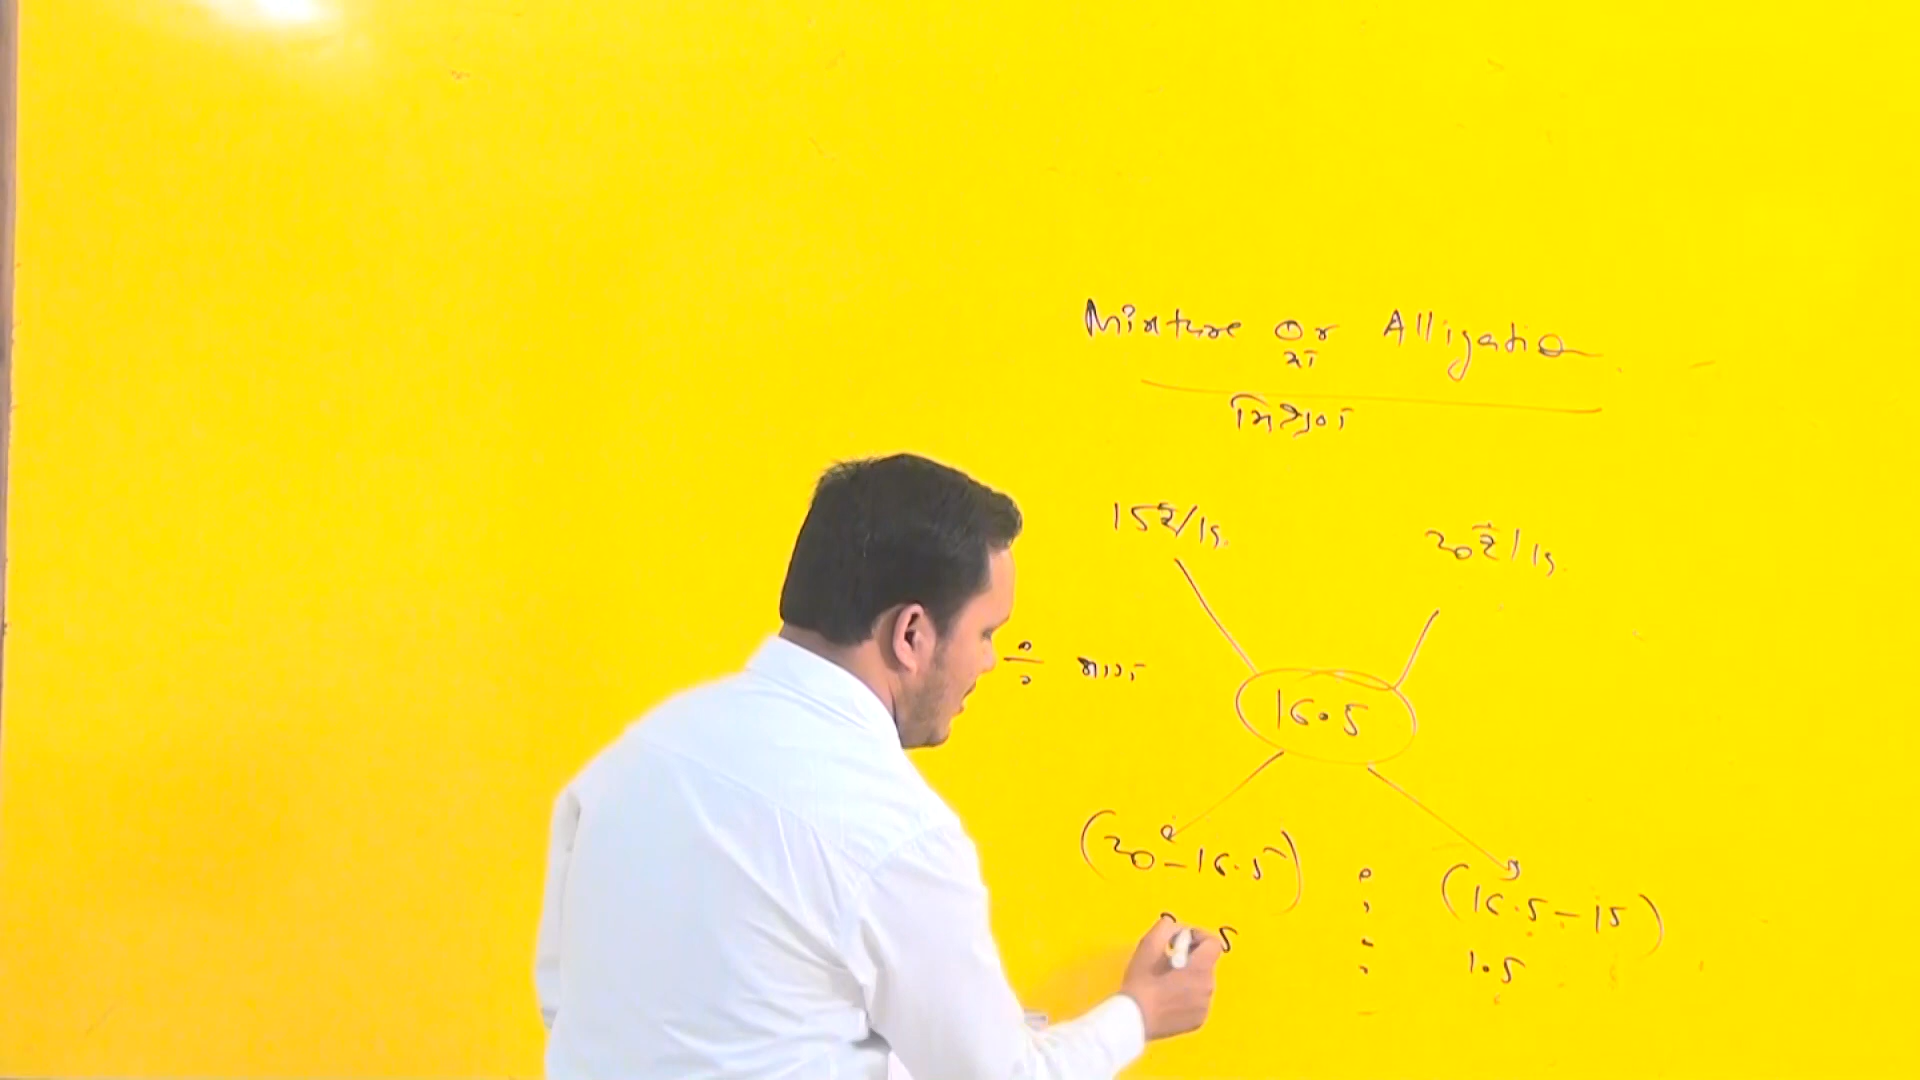 Mixture Or Alligation
या
मिश्रण
15₹/kg. 20₹/kg.
÷
16.5
(20-16.5) : (16.5-15)
5 : 1.5